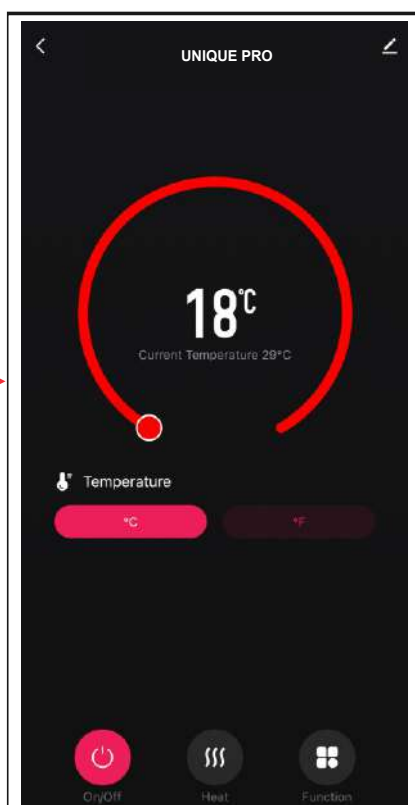 UNIQUE PRO
18℃
Current Temperature 29°C
Temperature
°C °F
On/Off Heat Function